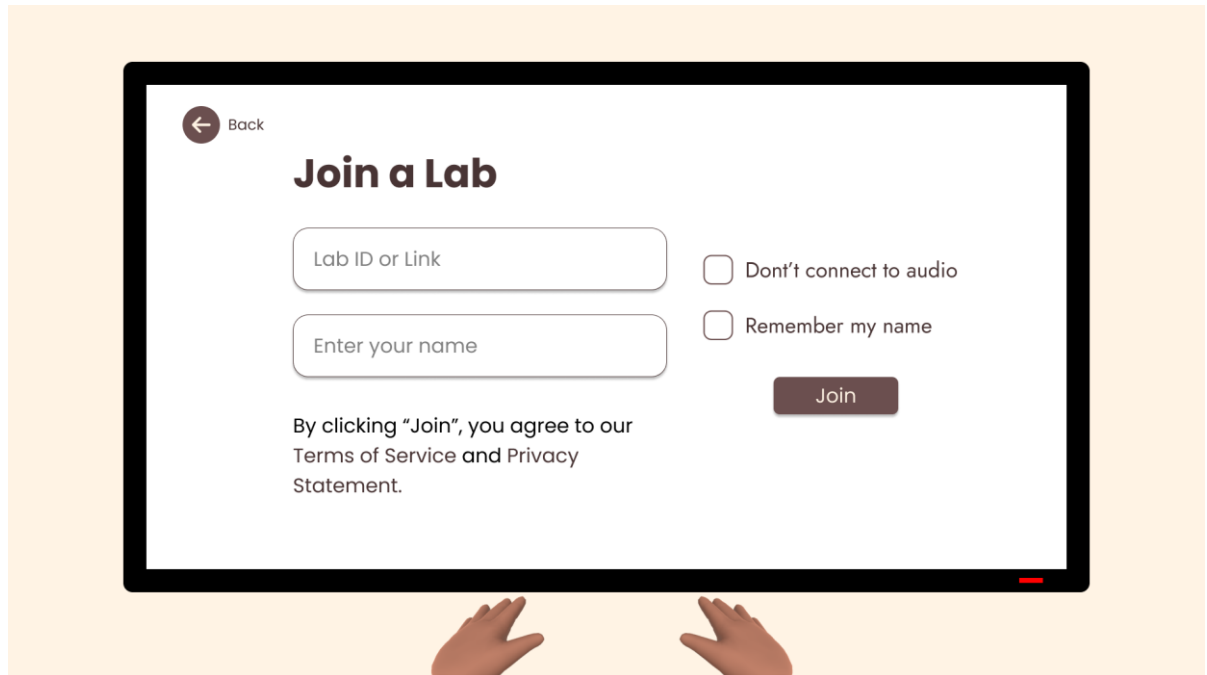 Back
Join a Lab
Lab ID or Link
Dont’t connect to audio
Enter your name
Remember my name
Join
By clicking “Join”, you agree to our
Terms of Service and Privacy
Statement.